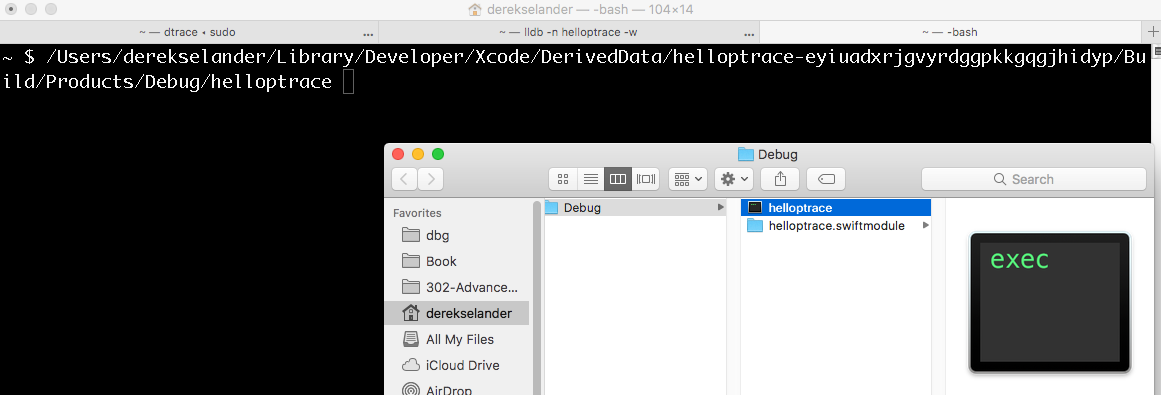 derekselander — -bash — 104×14
~ — dtrace ◂ sudo ... ~ — lldb -n helloptrace -w ... ~ — -bash +
~ $ /Users/derekselander/Library/Developer/Xcode/DerivedData/helloptrace-eyiuadxrjgvyrdggpkkgqgjhidyp/Bu
ild/Products/Debug/helloptrace
Debug
Search
Favorites
dbg
Book
302-Advance...
derekselander
All My Files
iCloud Drive
AirDrop
Debug
helloptrace
helloptrace.swiftmodule
exec